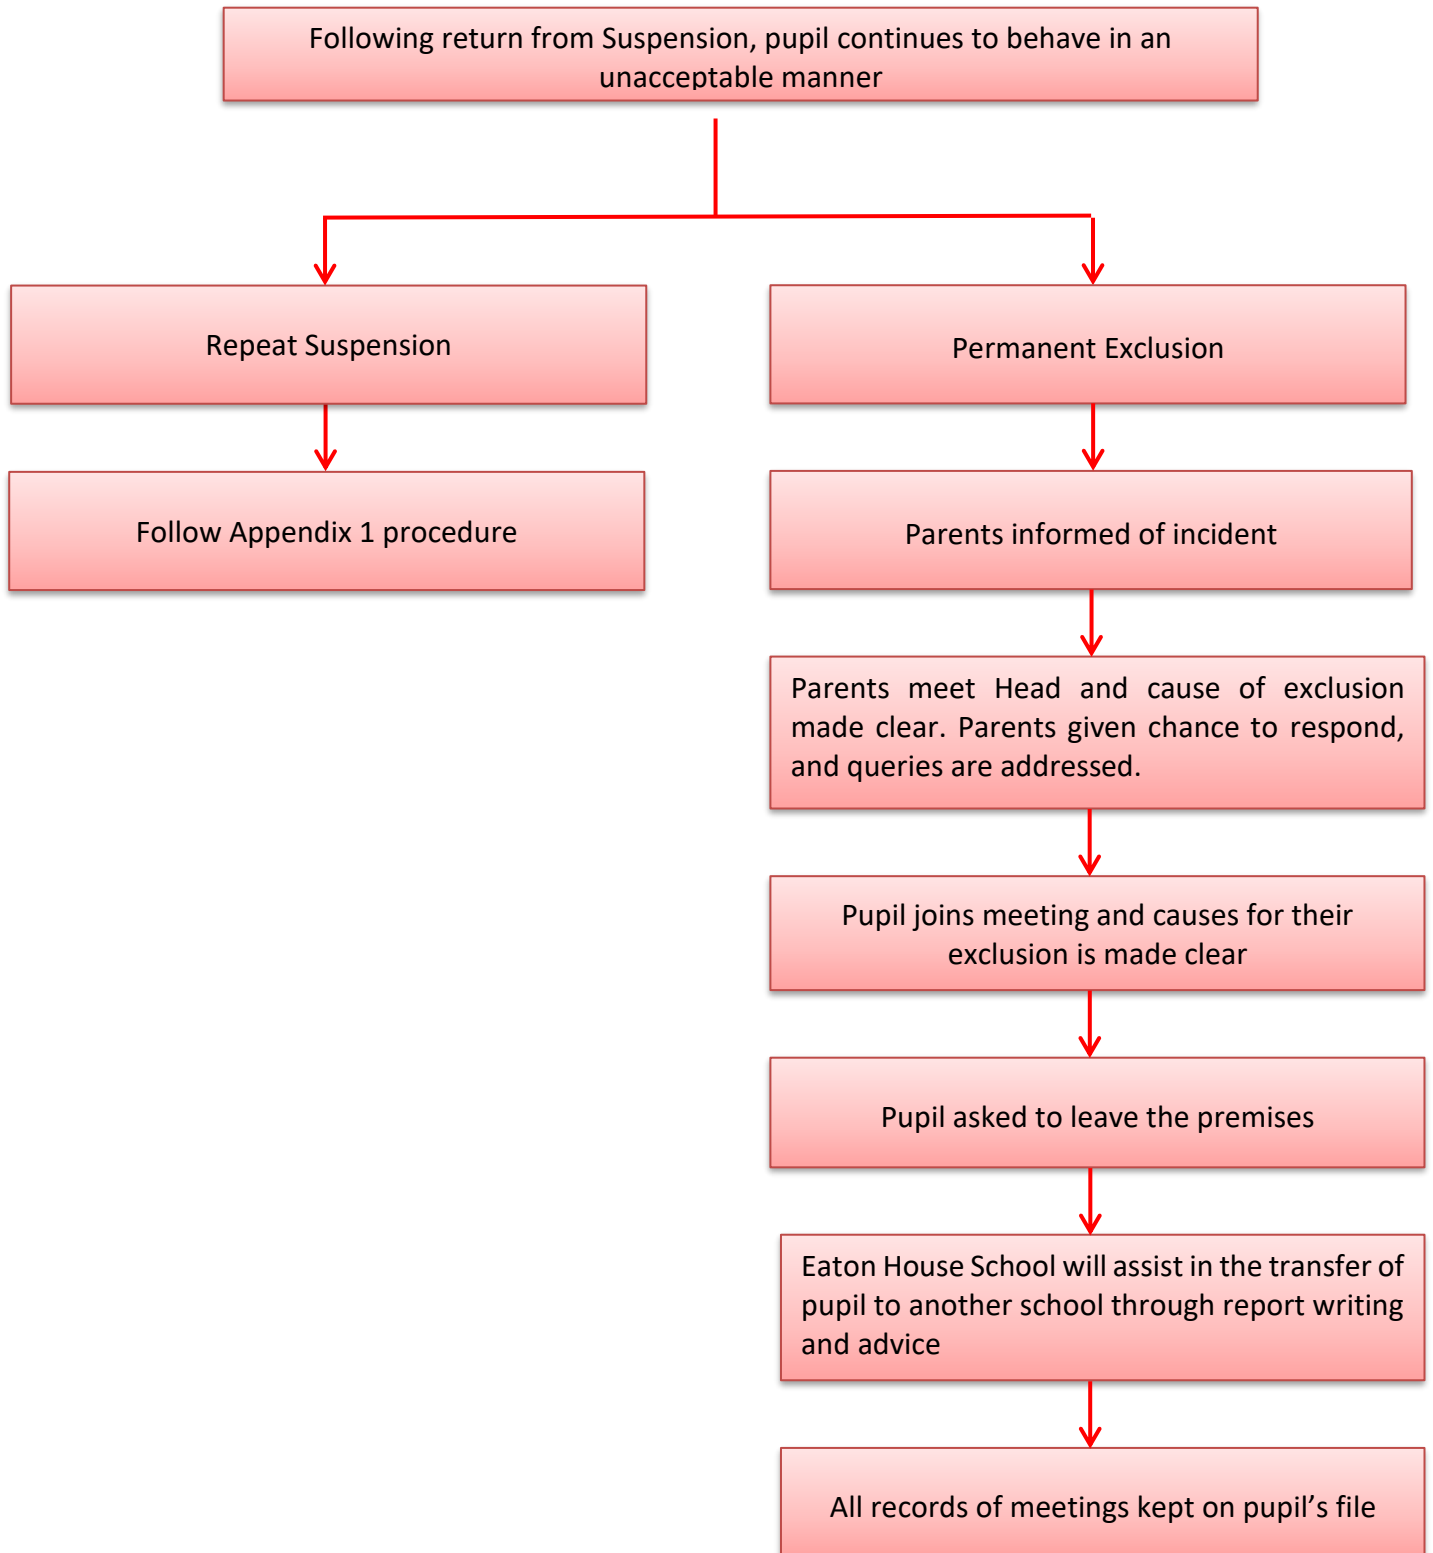 Following return from Suspension, pupil continues to behave in an
unacceptable manner
Repeat Suspension
Follow Appendix 1 procedure
Permanent Exclusion
Parents informed of incident
Parents meet Head and cause of exclusion
made clear. Parents given chance to respond,
and queries are addressed.
Pupil joins meeting and causes for their
exclusion is made clear
Pupil asked to leave the premises
Eaton House School will assist in the transfer of
pupil to another school through report writing
and advice
All records of meetings kept on pupil’s file